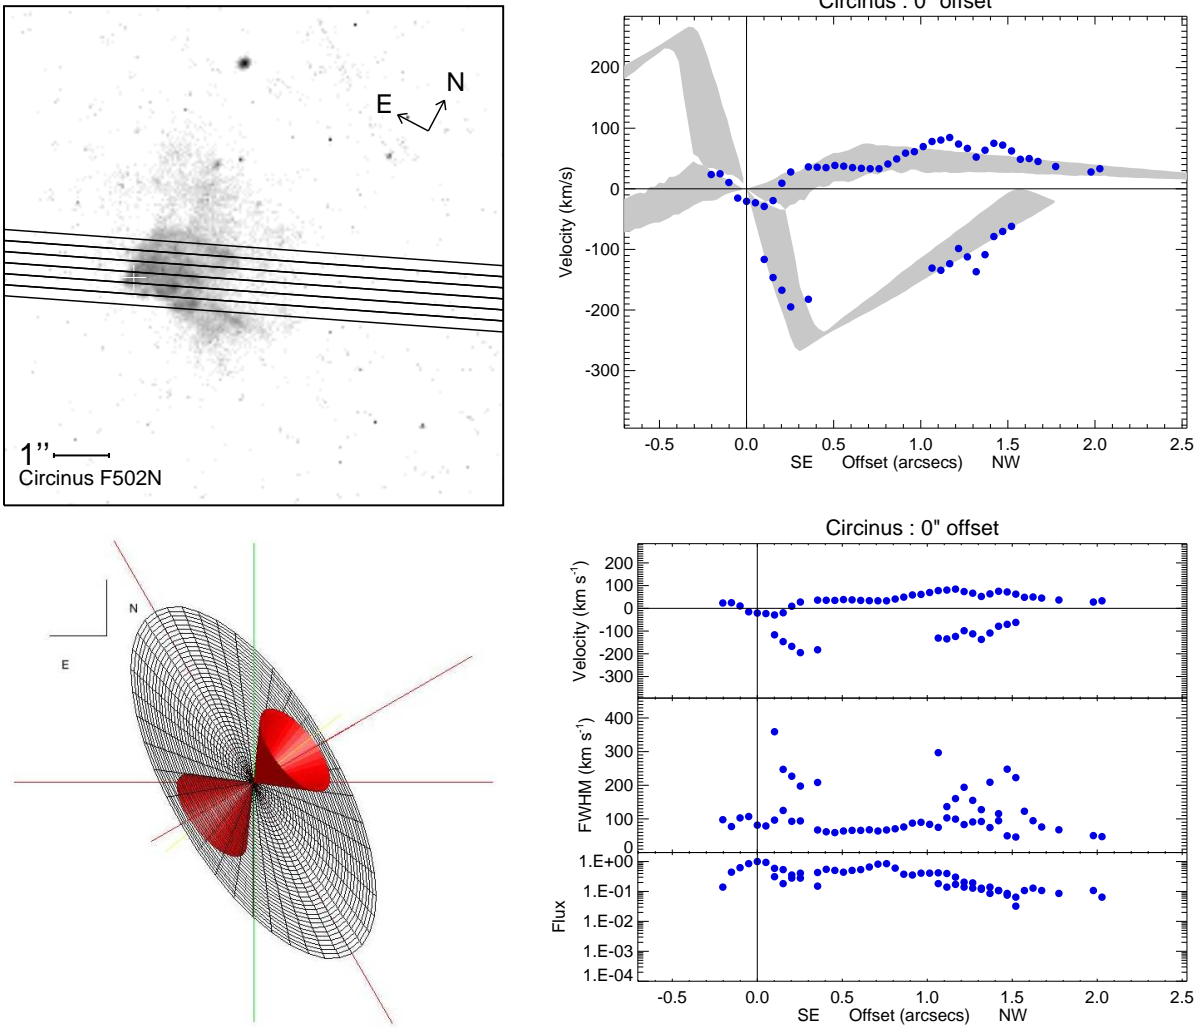 E
N
1’’
Circinus F502N
Circinus : 0" offset
200
100
0
-100
-200
-300
Velocity (km/s)
-0.5 0.0 0.5 1.0 1.5 2.0 2.5
SE Offset (arcsecs) NW
N
E
Circinus : 0" offset
200
100
0
-100
-200
-300
Velocity (km s-1)
400
300
200
100
0
FWHM (km s-1)
1.E+00
1.E-01
1.E-02
1.E-03
1.E-04
Flux
-0.5 0.0 0.5 1.0 1.5 2.0 2.5
SE Offset (arcsecs) NW